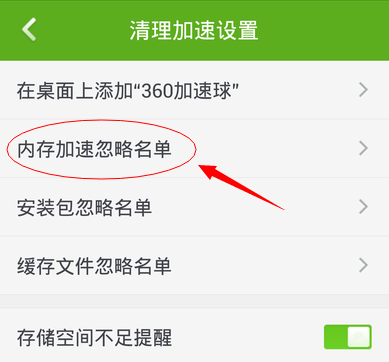 清理加速设置
在桌面上添加“360加速球”
内存加速忽略名单
安装包忽略名单
缓存文件忽略名单
存储空间不足提醒